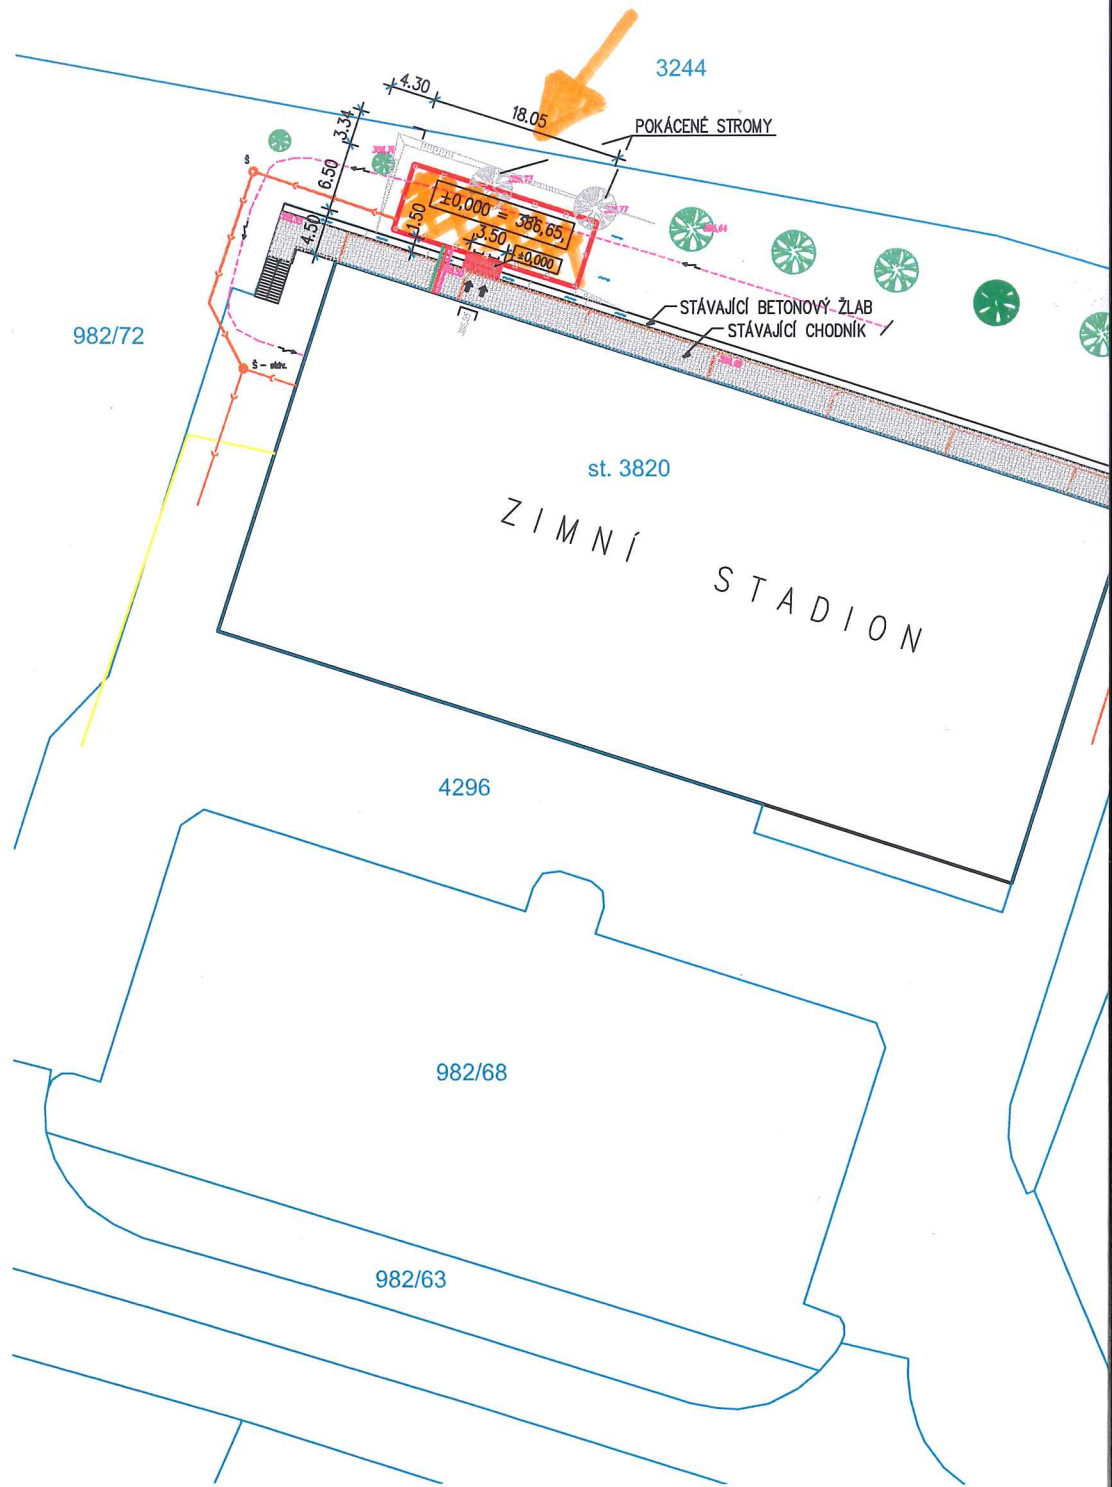 3244
4.30
18.05
POKÁCENÉ STROMY
3.34
6.50
4.50
Š
±0,000 = 386,65
1.50
3.50
±0,000
STÁVAJÍCÍ BETONOVÝ ŽLAB
STÁVAJÍCÍ CHODNÍK
982/72
Š - stáv.
st. 3820
ZIMNÍ STADION
4296
982/68
982/63